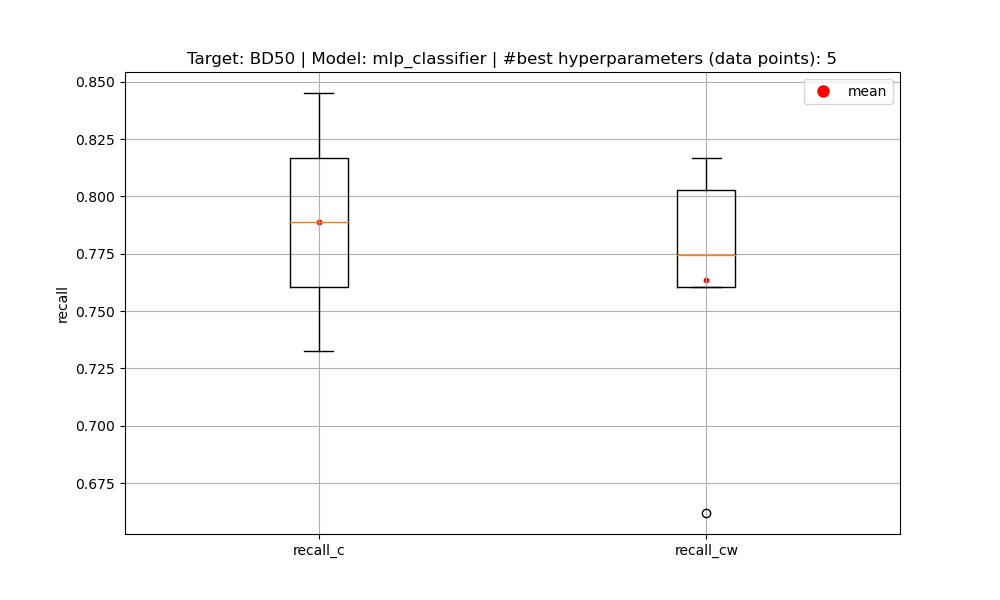 Target: BD50 | Model: mlp_classifier | #best hyperparameters (data points): 5
mean
0.850
0.825
0.800
0.775
0.750
0.725
0.700
0.675
recall
recall_c
recall_cw